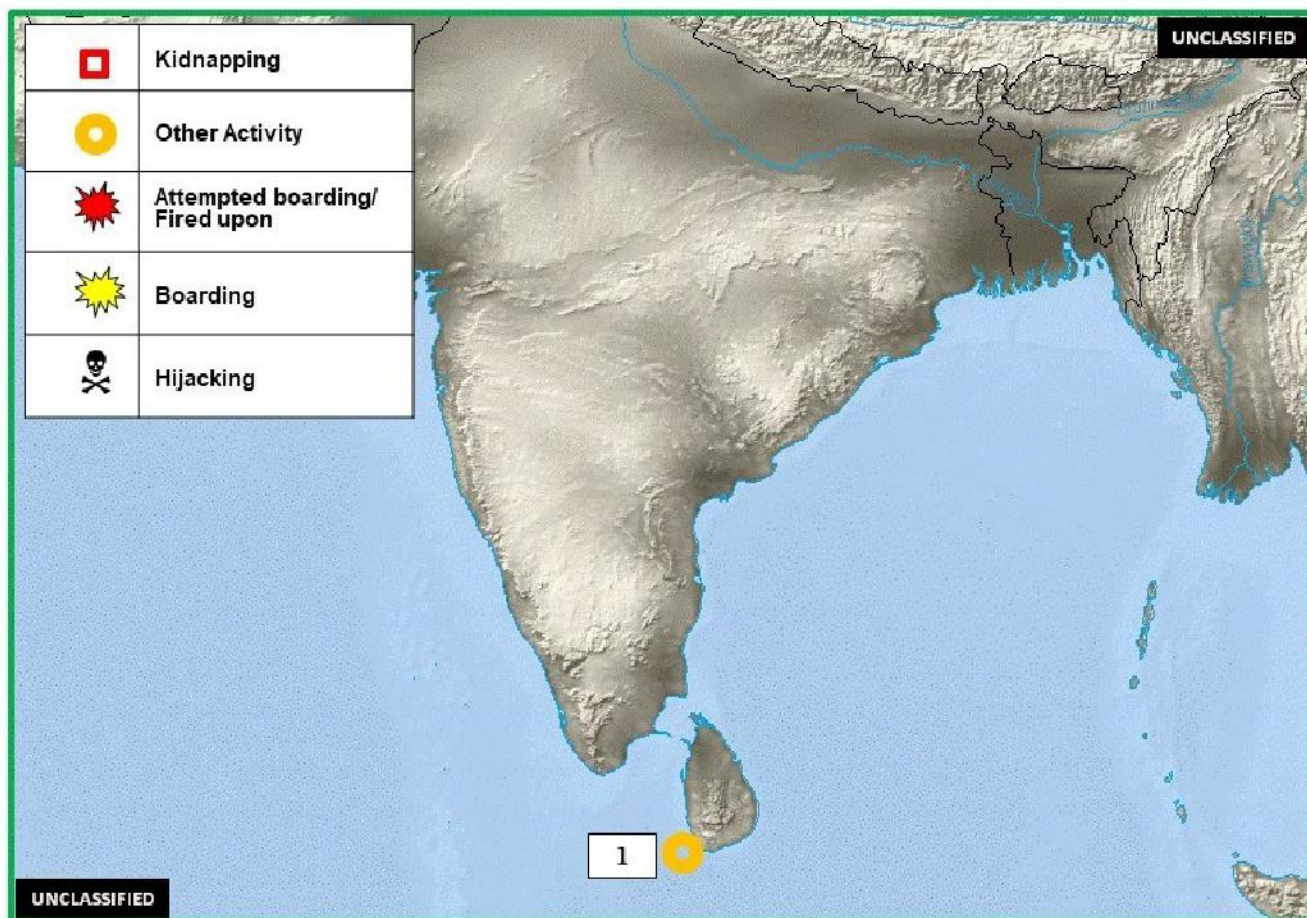 UNCLASSIFIED
Kidnapping
Other Activity
Attempted boarding/
Fired upon
Boarding
Hijacking
1
UNCLASSIFIED